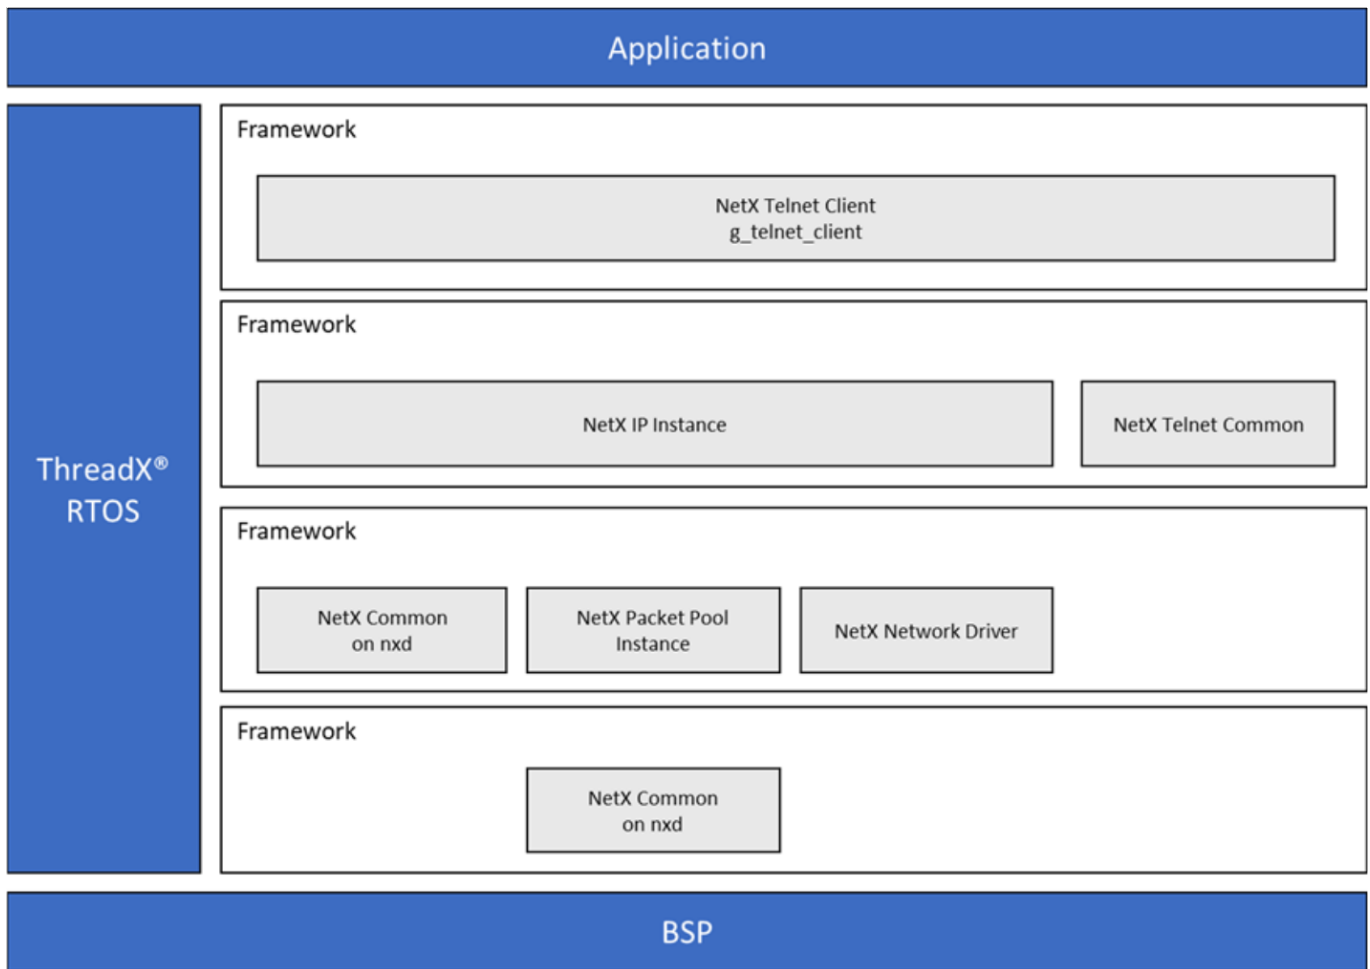 Application
ThreadX®
RTOS
Framework
NetX Telnet Client
g_telnet_client
Framework
NetX IP Instance
NetX Telnet Common
Framework
NetX Common
on nxd
NetX Packet Pool
Instance
NetX Network Driver
Framework
NetX Common
on nxd
BSP